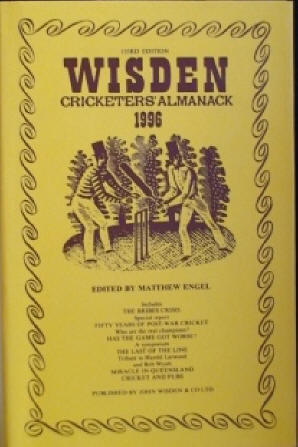 133RD EDITION
WISDEN
CRICKETERS' ALMANACK
1996
EDITED BY MATTHEW ENGEL
Includes
THE BRIBES CRISIS
Special report
FIFTY YEARS OF POST-WAR CRICKET
Who are the real champions?
HAS THE GAME GOT WORSE?
A symposium
THE LAST OF THE LINE
Tribute to Harold Larwood
and Bob Wyatt
MIRACLE IN QUEENSLAND
CRICKET AND PUBS
PUBLISHED BY JOHN WISDEN & CO LTD